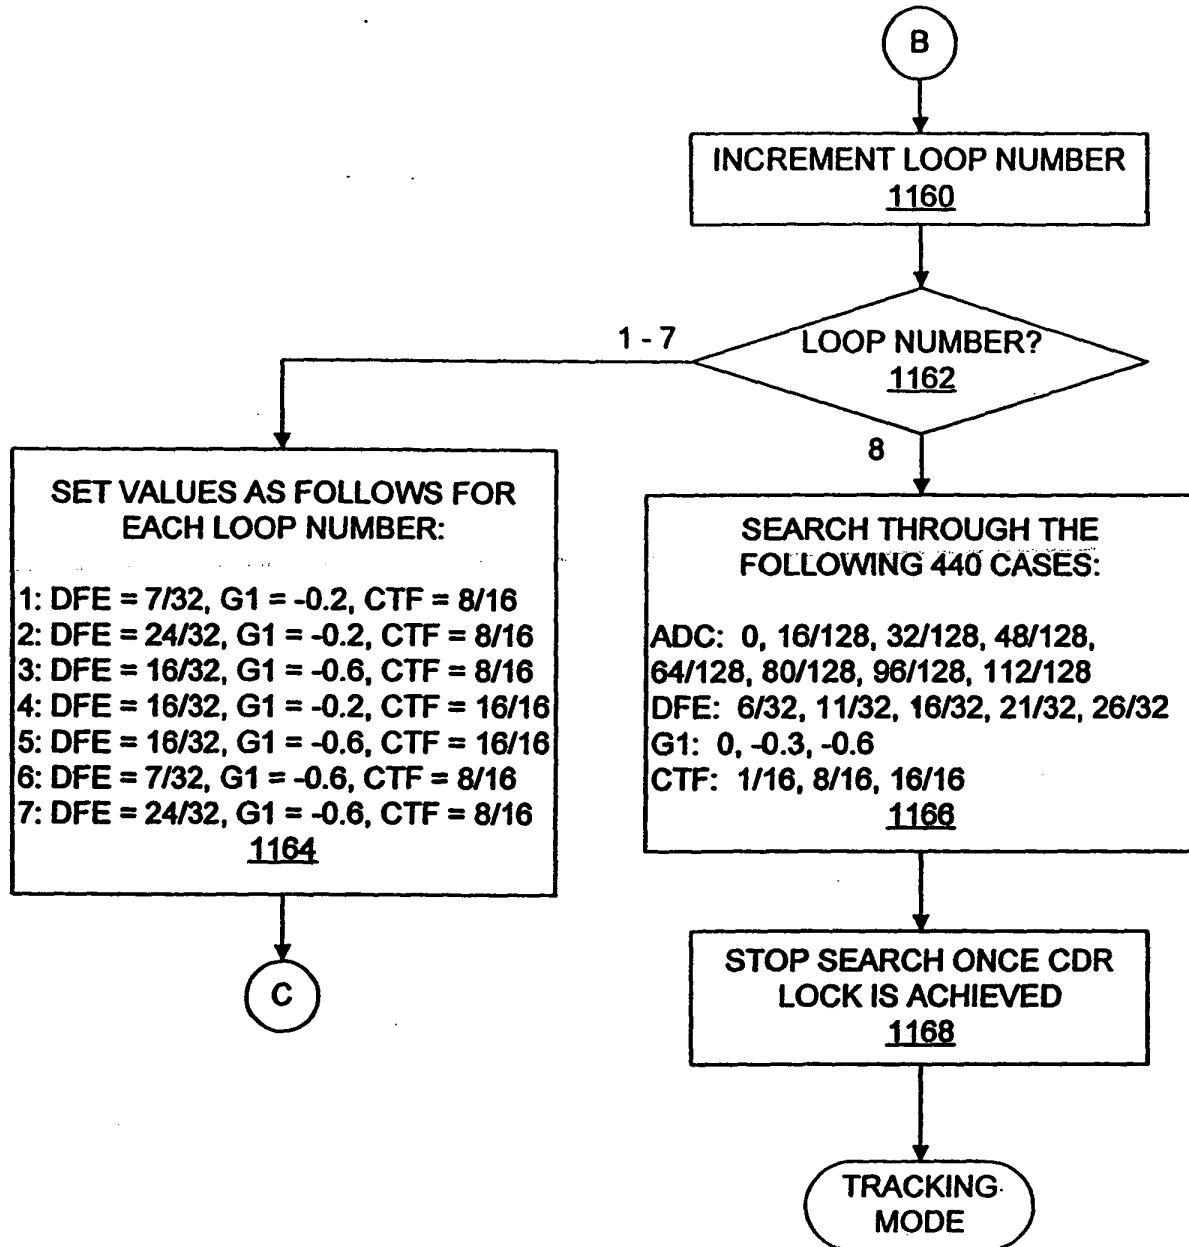 B
INCREMENT LOOP NUMBER
1160
LOOP NUMBER?
1162
1 - 7
8
SET VALUES AS FOLLOWS FOR
EACH LOOP NUMBER:
1: DFE = 7/32, G1 = -0.2, CTF = 8/16
2: DFE = 24/32, G1 = -0.2, CTF = 8/16
3: DFE = 16/32, G1 = -0.6, CTF = 8/16
4: DFE = 16/32, G1 = -0.2, CTF = 16/16
5: DFE = 16/32, G1 = -0.6, CTF = 16/16
6: DFE = 7/32, G1 = -0.6, CTF = 8/16
7: DFE = 24/32, G1 = -0.6, CTF = 8/16
1164
C
SEARCH THROUGH THE
FOLLOWING 440 CASES:
ADC: 0, 16/128, 32/128, 48/128,
64/128, 80/128, 96/128, 112/128
DFE: 6/32, 11/32, 16/32, 21/32, 26/32
G1: 0, -0.3, -0.6
CTF: 1/16, 8/16, 16/16
1166
STOP SEARCH ONCE CDR
LOCK IS ACHIEVED
1168
TRACKING
MODE